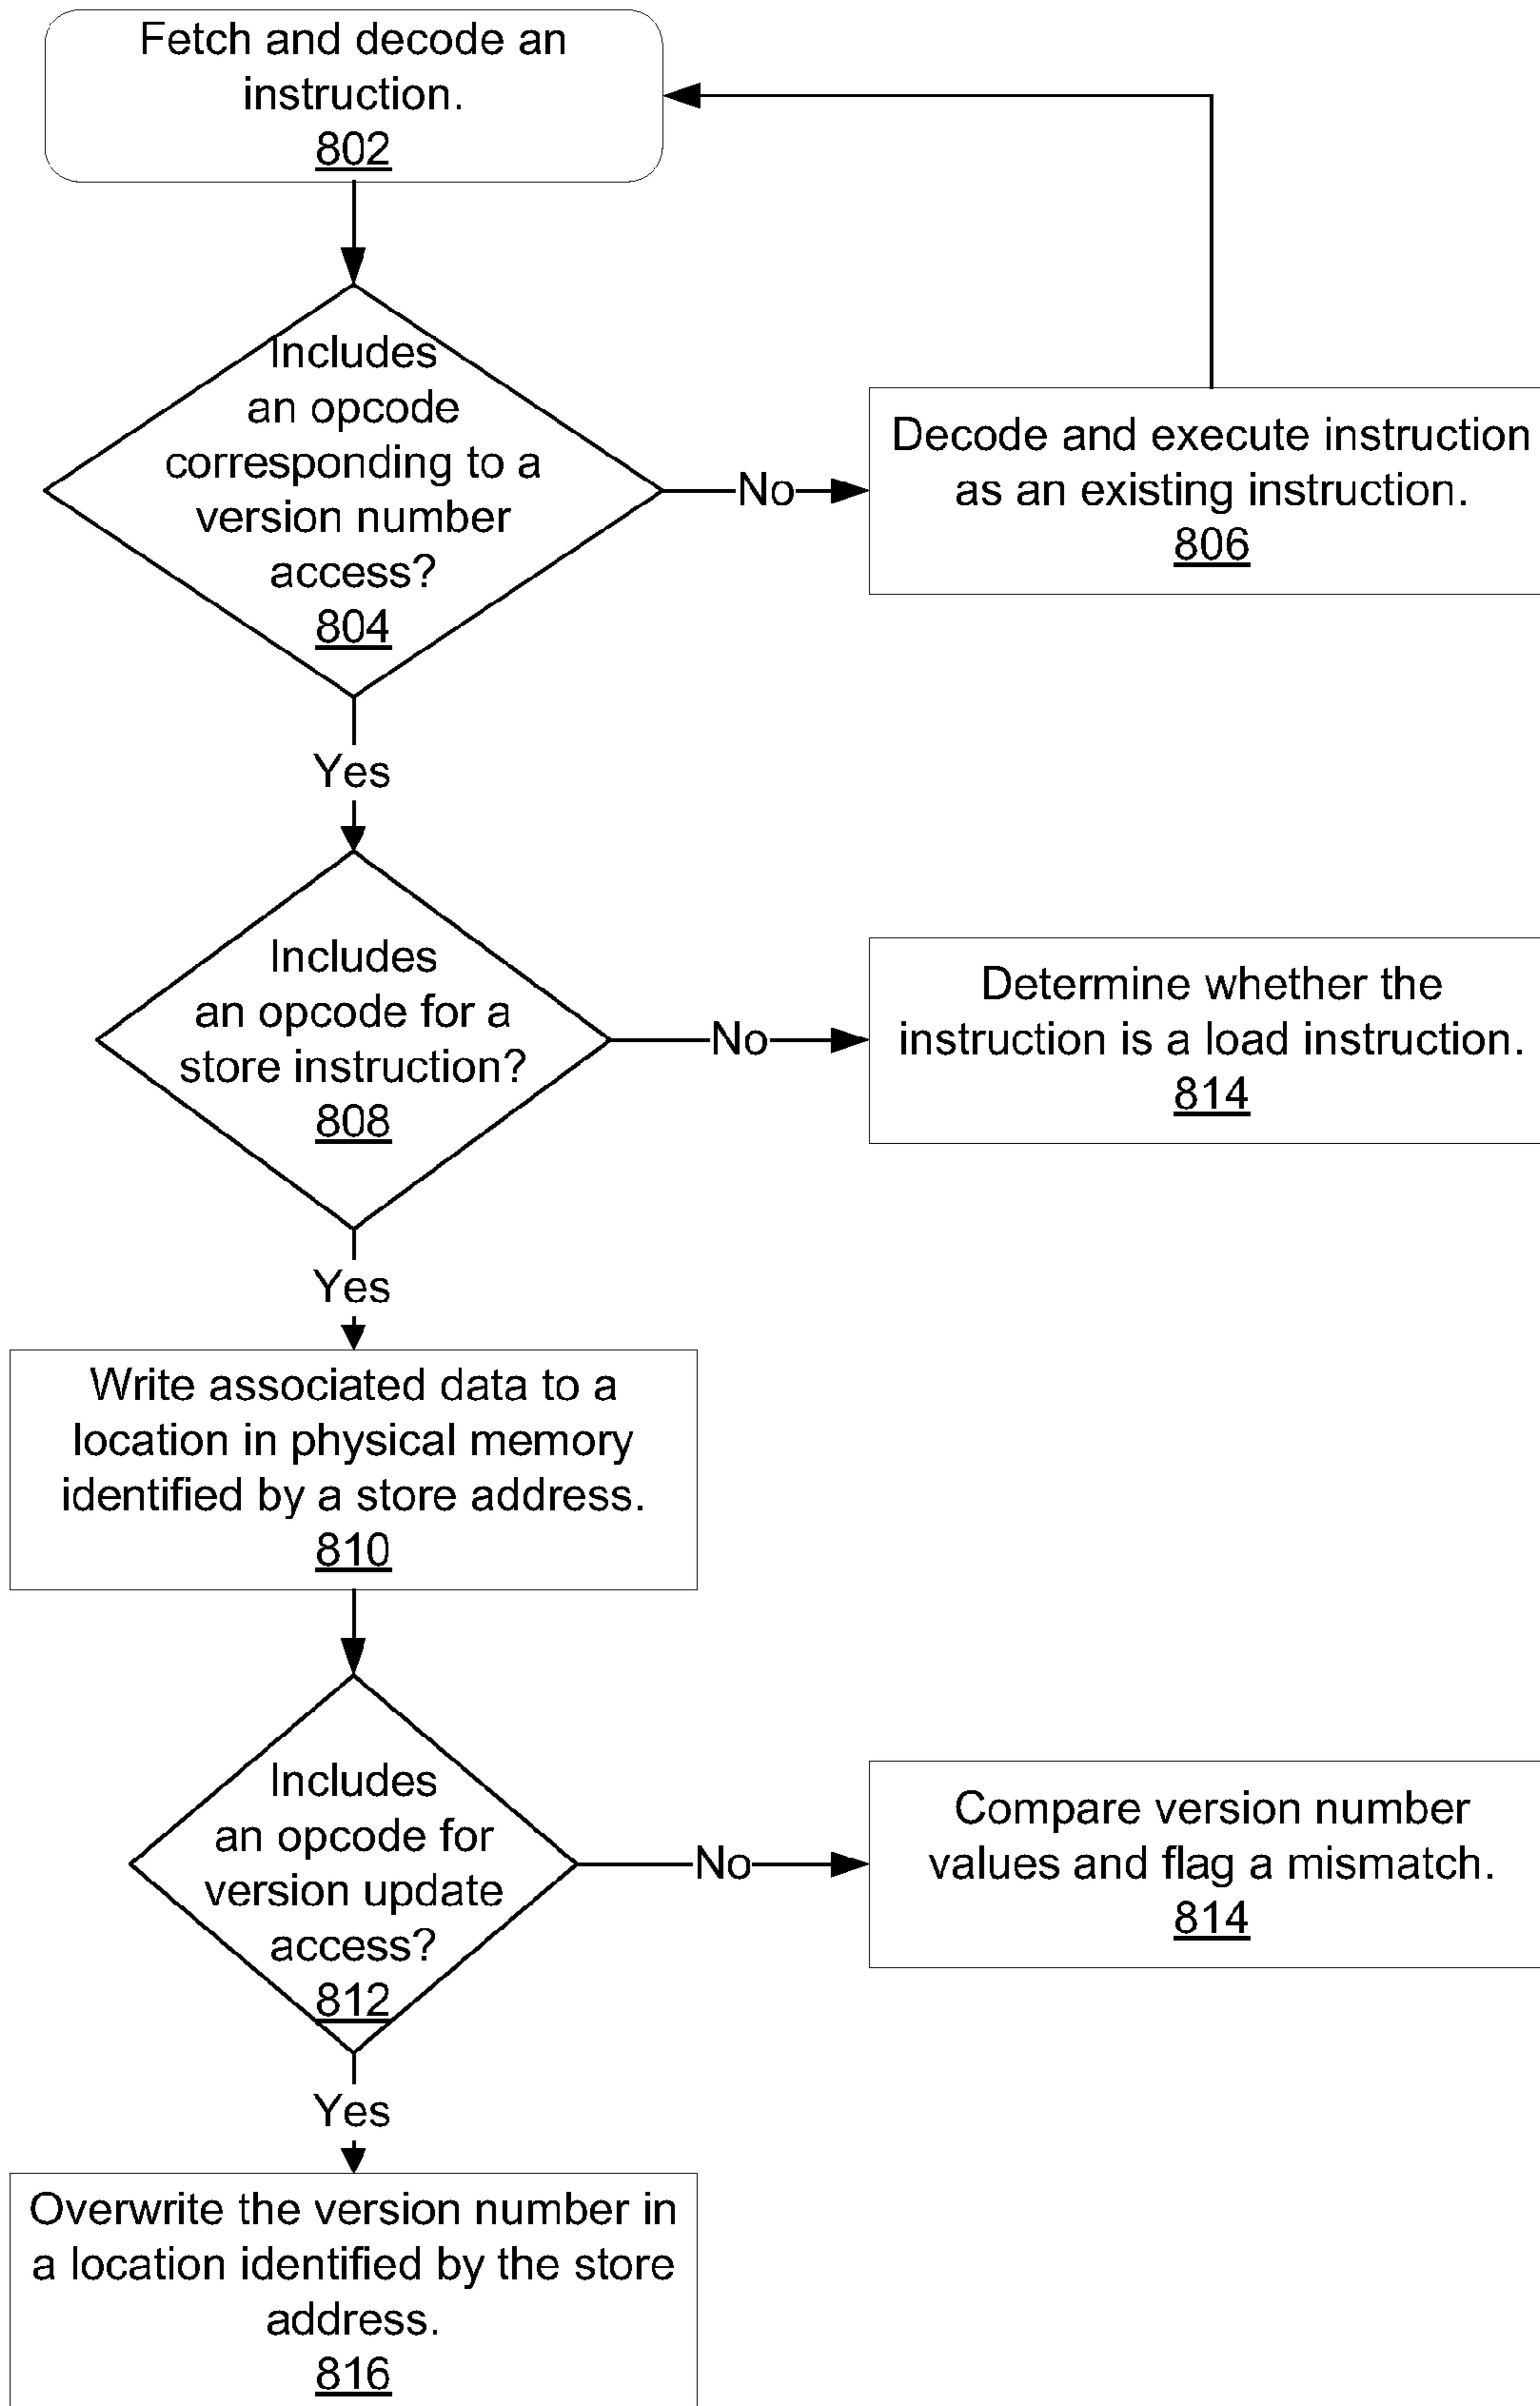 Fetch and decode an
instruction.
802
Includes
an opcode
corresponding to a
version number
access?
804
No
Decode and execute instruction
as an existing instruction.
806
Yes
Includes
an opcode for a
store instruction?
808
No
Determine whether the
instruction is a load instruction.
814
Yes
Write associated data to a
location in physical memory
identified by a store address.
810
Includes
an opcode for
version update
access?
812
No
Compare version number
values and flag a mismatch.
814
Yes
Overwrite the version number in
a location identified by the store
address.
816